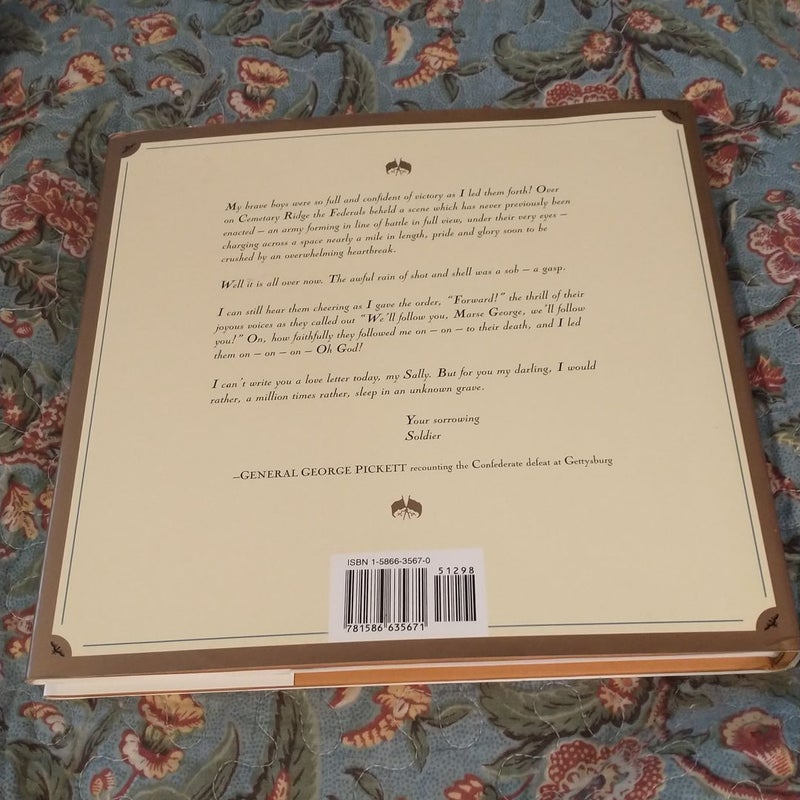 My brave boys were so full and confident of victory as I led them forth! Over
on Cemetary Ridge the Federals beheld a scene which has never previously been
enacted – an army forming in line of battle in full view, under their very eyes –
charging across a space nearly a mile in length, pride and glory soon to be
crushed by an overwhelming heartbreak.
Well it is all over now. The awful rain of shot and shell was a sob – a gasp.
I can still hear them cheering as I gave the order, "Forward!" the thrill of their
joyous voices as they called out "We'll follow you, Marse George, we'll follow
you!" On, how faithfully they followed me on – on – to their death, and I led
them on – on – on – Oh God!
I can't write you a love letter today, my Sally. But for you my darling, I would
rather, a million times rather, sleep in an unknown grave.
Your sorrowing
Soldier
–GENERAL GEORGE PICKETT recounting the Confederate defeat at Gettysburg
ISBN 1-5866-3567-0
51298
781586 635671